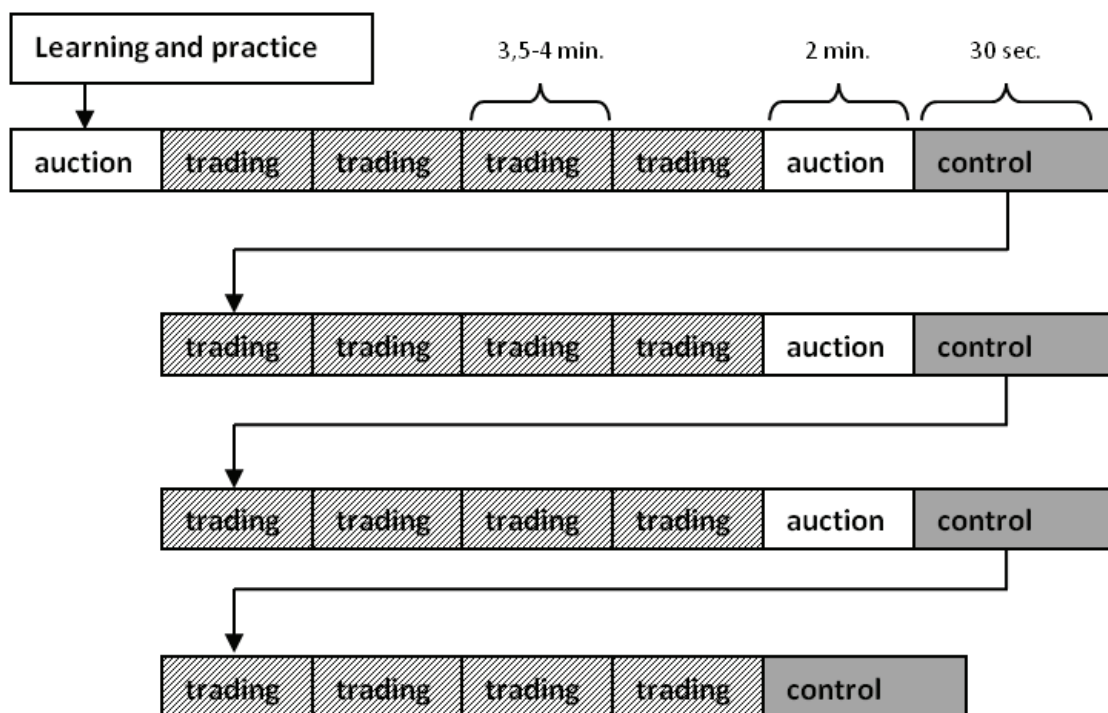 Learning and practice
3,5-4 min. 2 min. 30 sec.
auction trading trading trading trading auction control
trading trading trading trading auction control
trading trading trading trading auction control
trading trading trading trading control